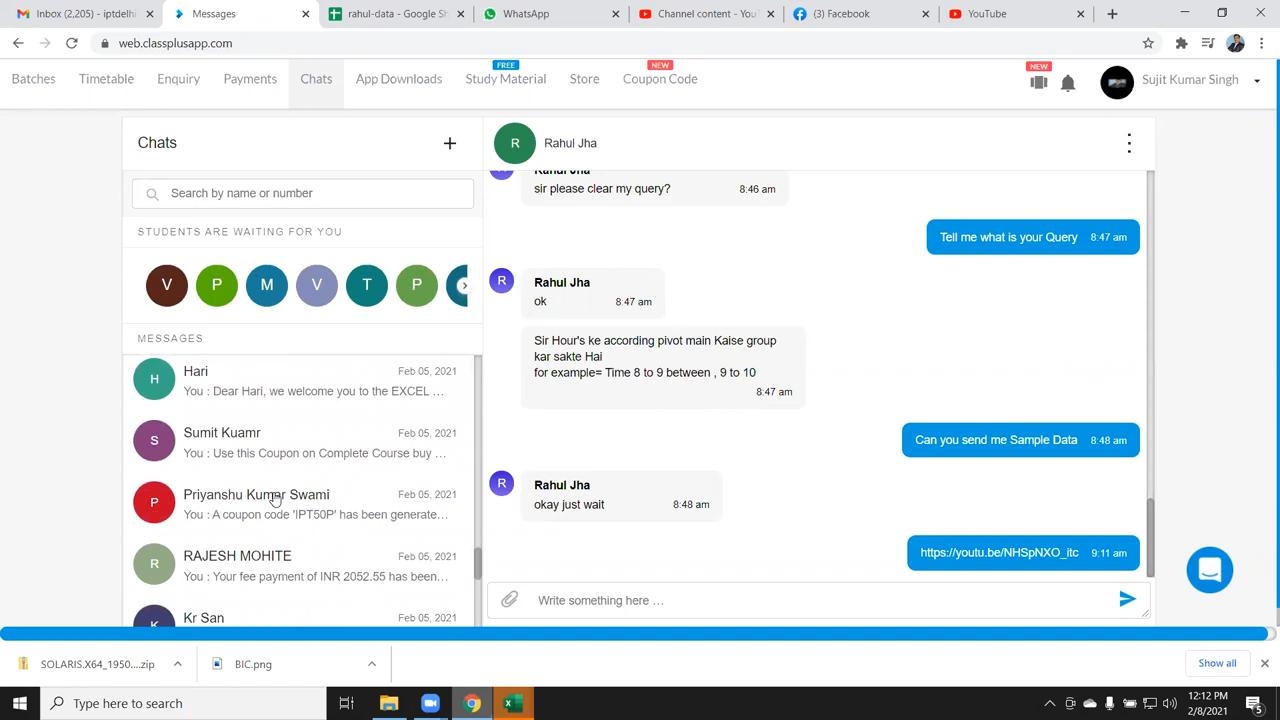 Inbox (2,205) - iptdelhi
Messages
rahul-data - Google Sh
WhatsApp
Channel content - YouT
(3) Facebook
YouTube
web.classplusapp.com
Batches
Timetable
Enquiry
Payments
Chats
App Downloads
FREE
Study Material
Store
NEW
Coupon Code
NEW
Sujit Kumar Singh
Chats
Search by name or number
STUDENTS ARE WAITING FOR YOU
V P M V T P
MESSAGES
H
Hari
Feb 05, 2021
You : Dear Hari, we welcome you to the EXCEL ...
S
Sumit Kuamr
Feb 05, 2021
You : Use this Coupon on Complete Course buy ...
P
Priyanshu Kumar Swami
Feb 05, 2021
You : A coupon code 'IPT50P' has been generate...
R
RAJESH MOHITE
Feb 05, 2021
You : Your fee payment of INR 2052.55 has been...
K
Kr San
Feb 05, 2021
R
Rahul Jha
Rahul Jha
sir please clear my query?
8:46 am
Tell me what is your Query
8:47 am
R
Rahul Jha
ok
8:47 am
Sir Hour's ke according pivot main Kaise group
kar sakte Hai
for example= Time 8 to 9 between , 9 to 10
8:47 am
Can you send me Sample Data
8:48 am
R
Rahul Jha
okay just wait
8:48 am
https://youtu.be/NHSpNXO_itc
9:11 am
Write something here …
SOLARIS.X64_1950....zip
BIC.png
Show all
Type here to search
12:12 PM
2/8/2021
5